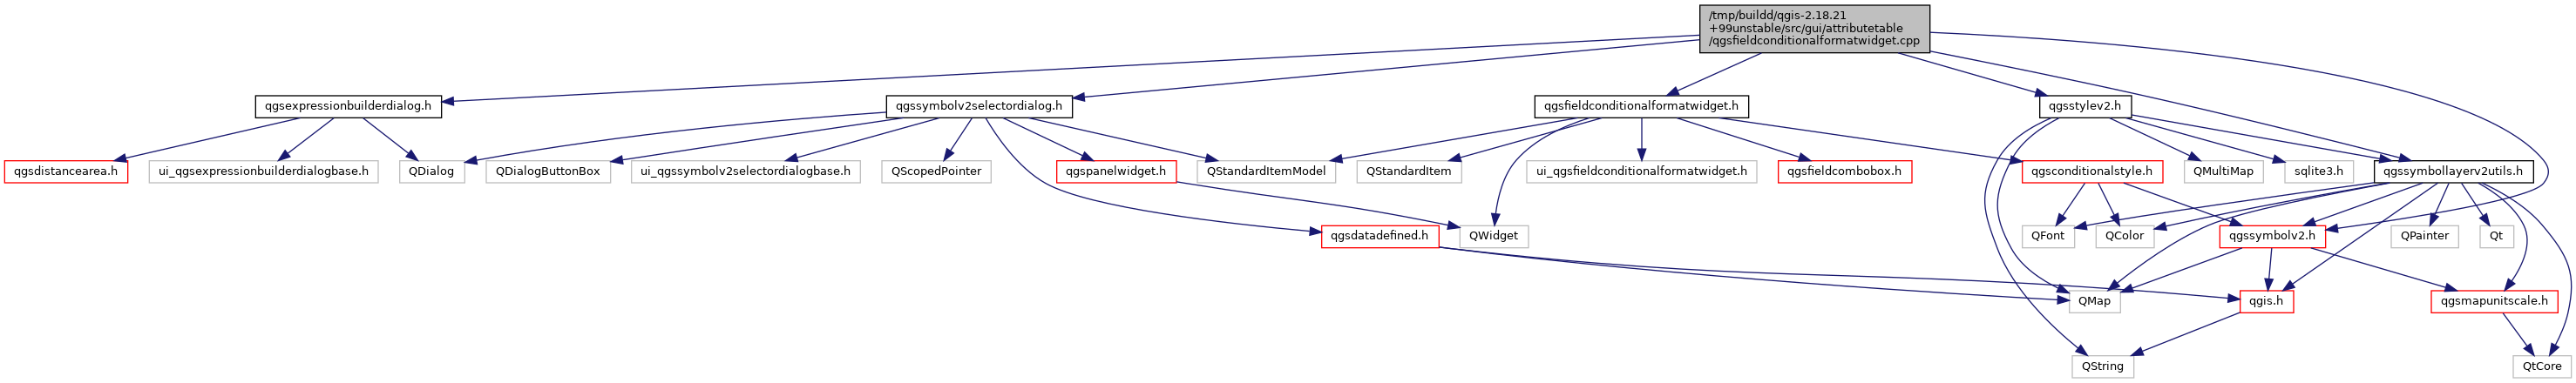 /tmp/buildd/qgis-2.18.21
+99unstable/src/gui/attributetable
/qgsfieldconditionalformatwidget.cpp
qgsexpressionbuilderdialog.h
qgssymbolv2selectordialog.h
qgsfieldconditionalformatwidget.h
qgsstylev2.h
qgsdistancearea.h
ui_qgsexpressionbuilderdialogbase.h
QDialog
QDialogButtonBox
ui_qgssymbolv2selectordialogbase.h
QScopedPointer
qgspanelwidget.h
QStandardItemModel
QStandardItem
ui_qgsfieldconditionalformatwidget.h
qgsfieldcombobox.h
qgsconditionalstyle.h
QMultiMap
sqlite3.h
qgssymbollayerv2utils.h
qgsdatadefined.h
QWidget
QFont
QColor
qgssymbolv2.h
QPainter
Qt
QMap
qgis.h
qgsmapunitscale.h
QString
QtCore